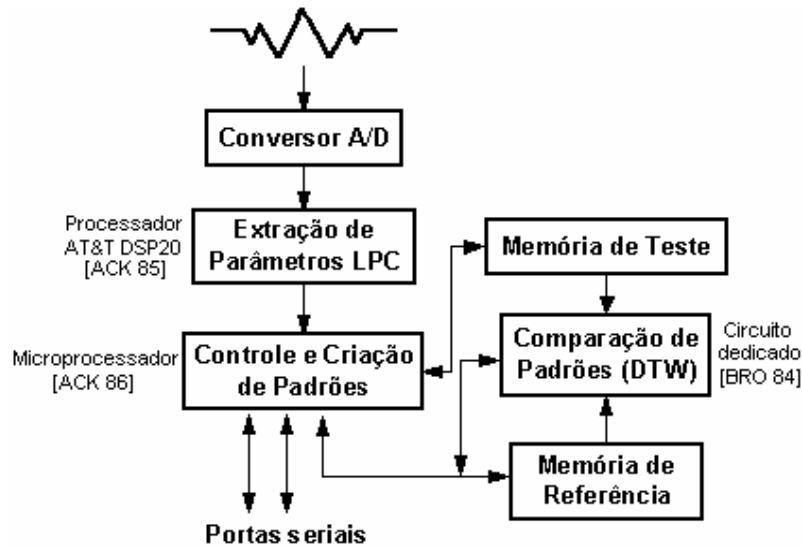 Conversor A/D
Processador
AT&T DSP20
[ACK 85]
Extração de
Parâmetros LPC
Memória de Teste
Microprocessador
[ACK 86]
Controle e Criação
de Padrões
Comparação de
Padrões (DTW)
Circuito
dedicado
[BRO 84]
Memória de
Referência
Portas seriais